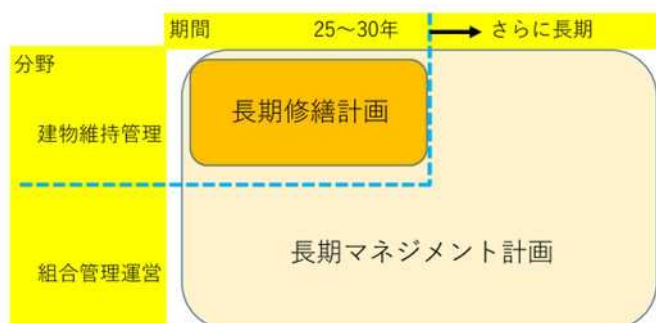 期間 25～30年 さらに長期
分野
長期修繕計画
建物維持管理
長期マネジメント計画
組合管理運営